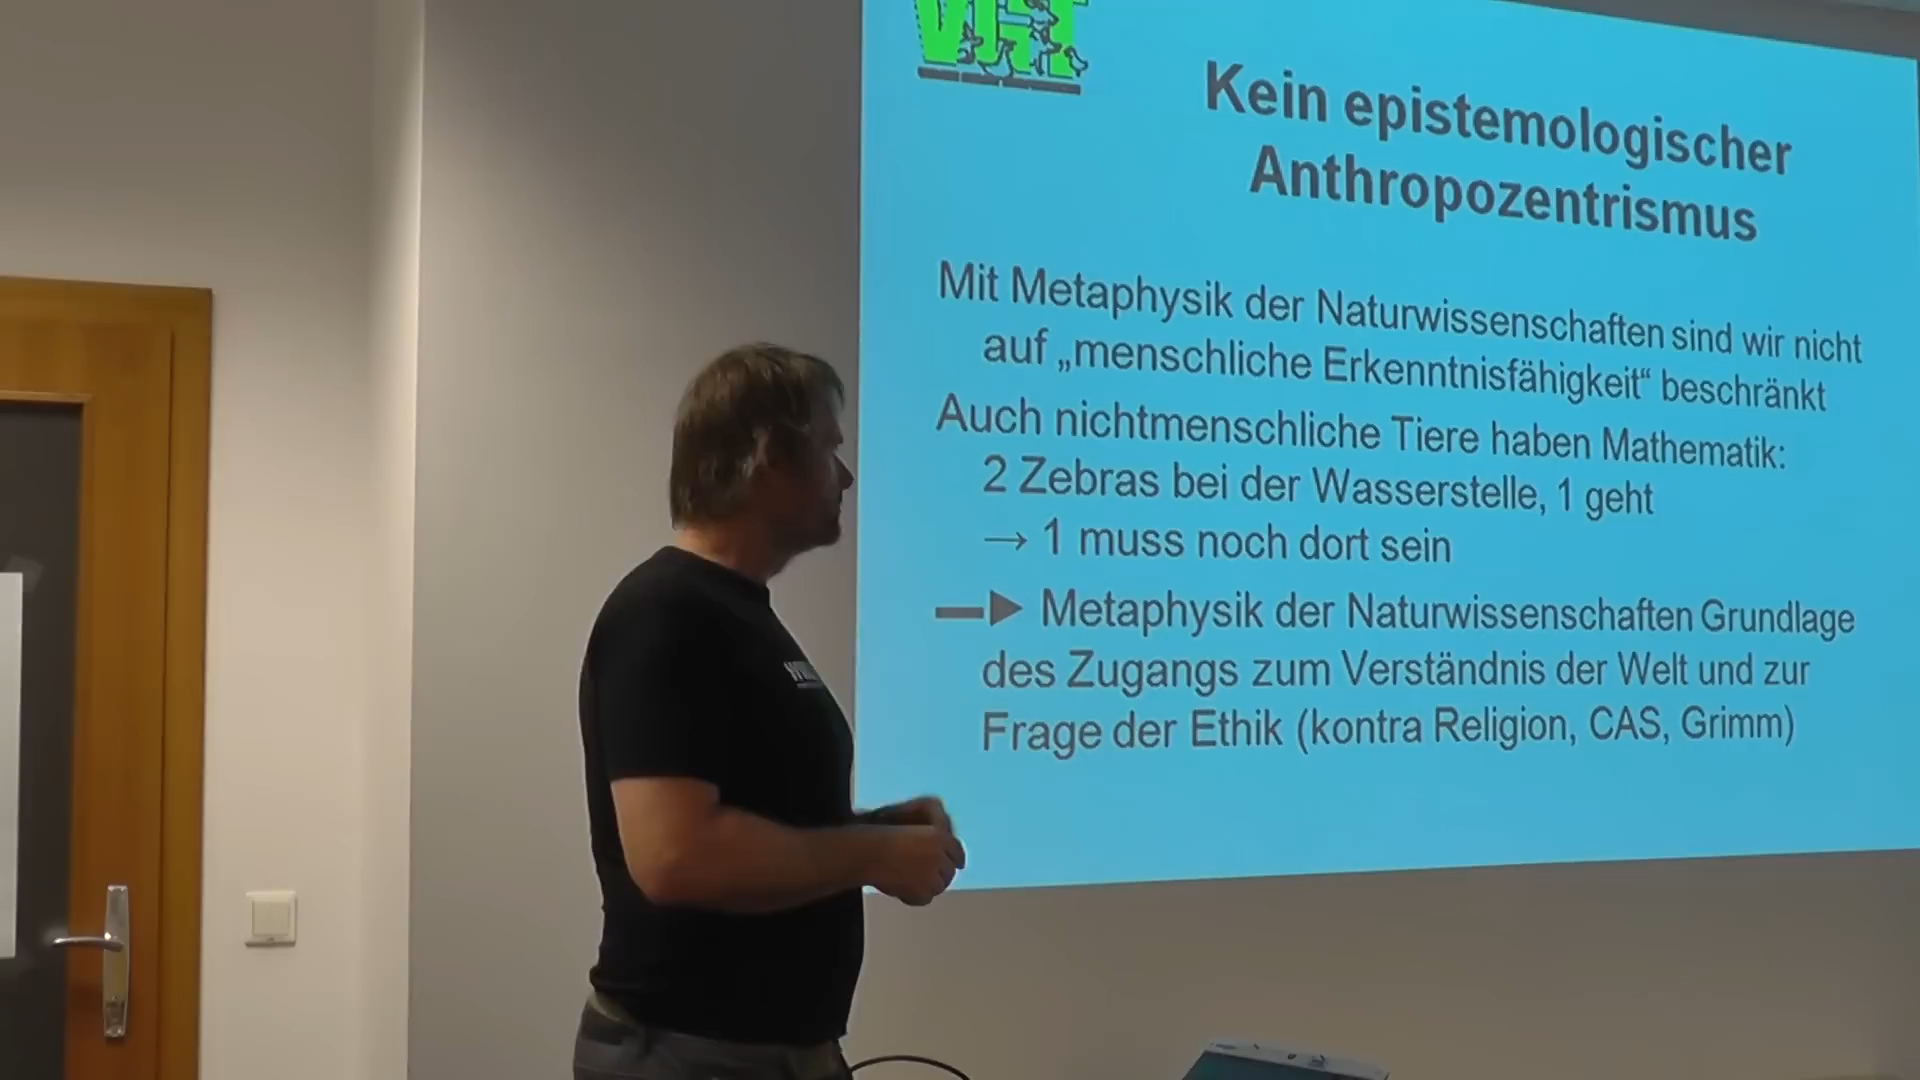 VGT
Kein epistemologischer
Anthropozentrismus
Mit Metaphysik der Naturwissenschaften sind wir nicht
auf „menschliche Erkenntnisfähigkeit“ beschränkt
Auch nichtmenschliche Tiere haben Mathematik:
2 Zebras bei der Wasserstelle, 1 geht
→ 1 muss noch dort sein
Metaphysik der Naturwissenschaften Grundlage
des Zugangs zum Verständnis der Welt und zur
Frage der Ethik (kontra Religion, CAS, Grimm)